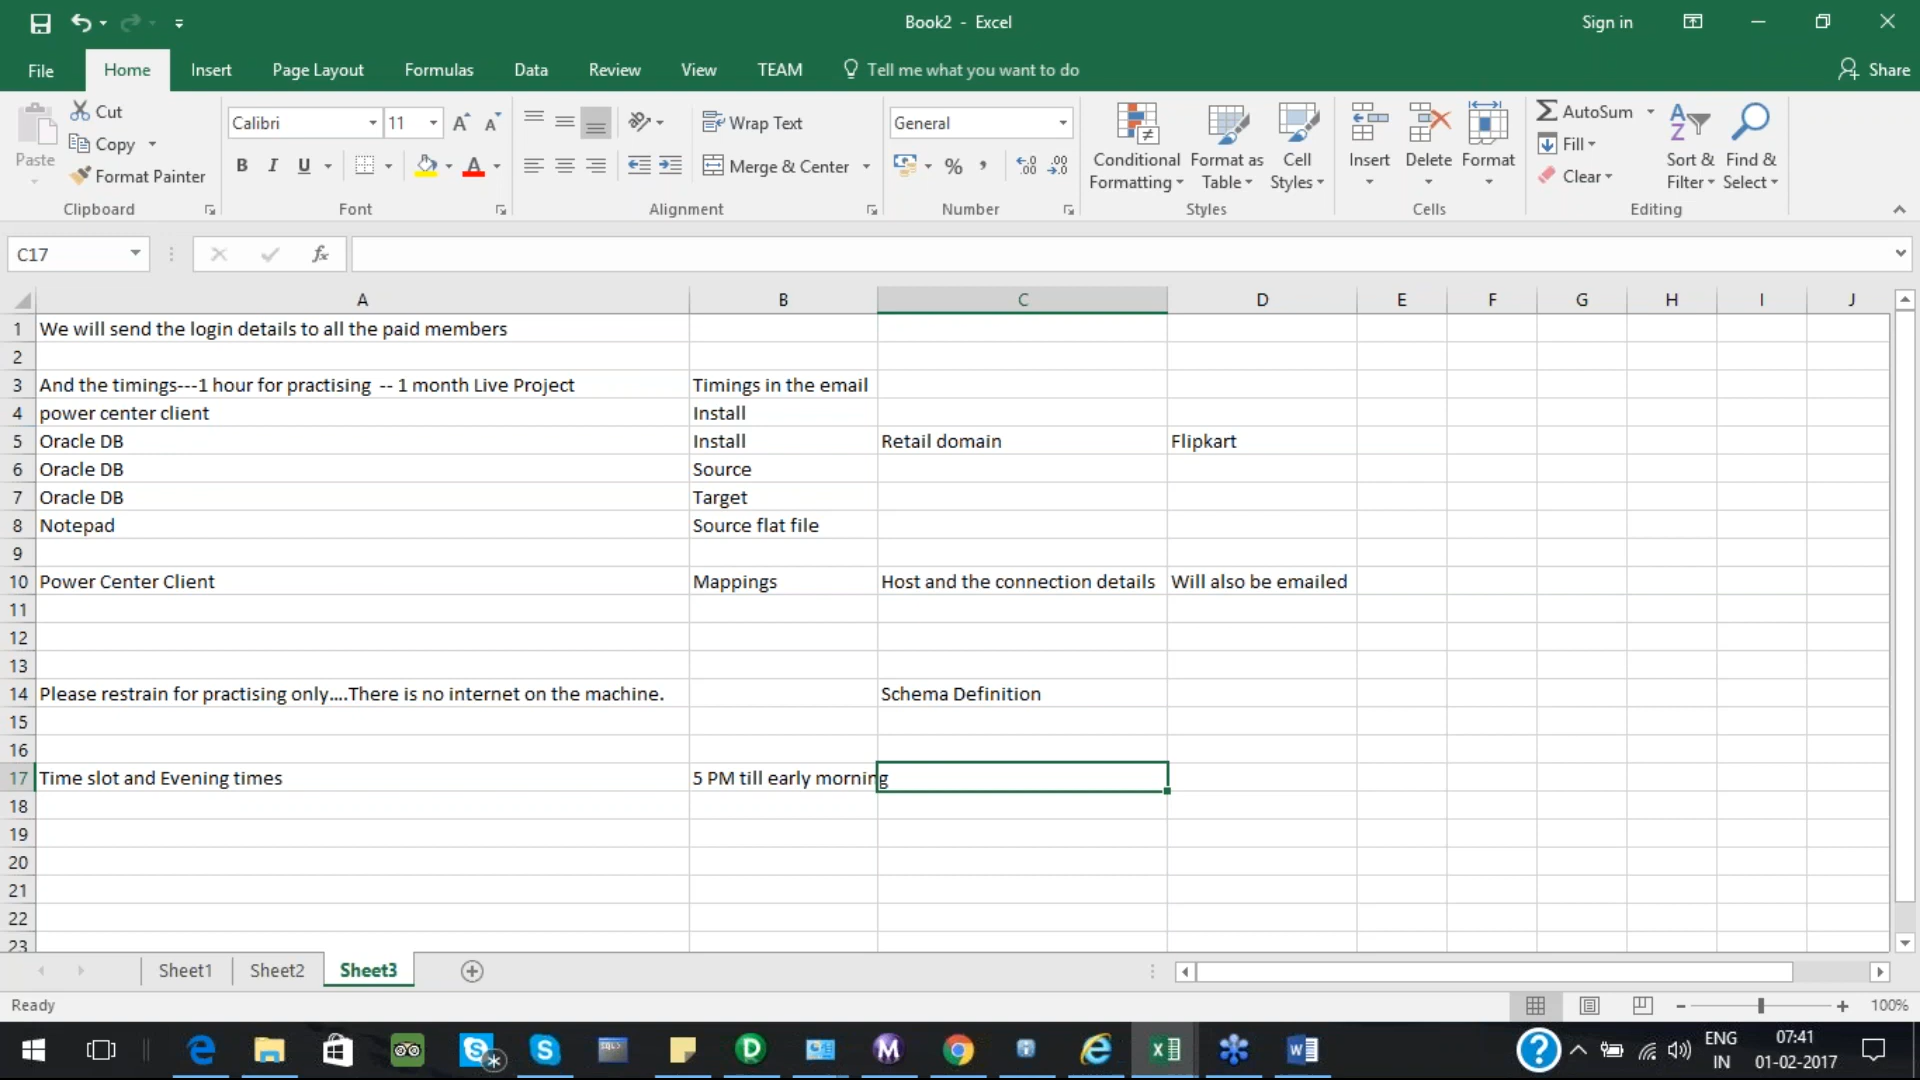 Book2 - Excel
Sign in
File Home Insert Page Layout Formulas Data Review View TEAM Tell me what you want to do Share
Paste
Cut
Copy
Format Painter
Clipboard
Calibri 11
B I U
Font
Wrap Text
Merge & Center
Alignment
General
% ,
Number
Conditional Formatting
Format as Table
Cell Styles
Styles
Insert Delete Format
Cells
AutoSum
Fill
Clear
Sort & Filter
Find & Select
Editing
C17 fx
A B C D E F G H I J
1 We will send the login details to all the paid members
2
3 And the timings---1 hour for practising -- 1 month Live Project Timings in the email
4 power center client Install
5 Oracle DB Install Retail domain Flipkart
6 Oracle DB Source
7 Oracle DB Target
8 Notepad Source flat file
9
10 Power Center Client Mappings Host and the connection details Will also be emailed
11
12
13
14 Please restrain for practising only....There is no internet on the machine. Schema Definition
15
16
17 Time slot and Evening times 5 PM till early morning
18
19
20
21
22
23
Sheet1 Sheet2 Sheet3
Ready 100%
ENG 07:41
IN 01-02-2017